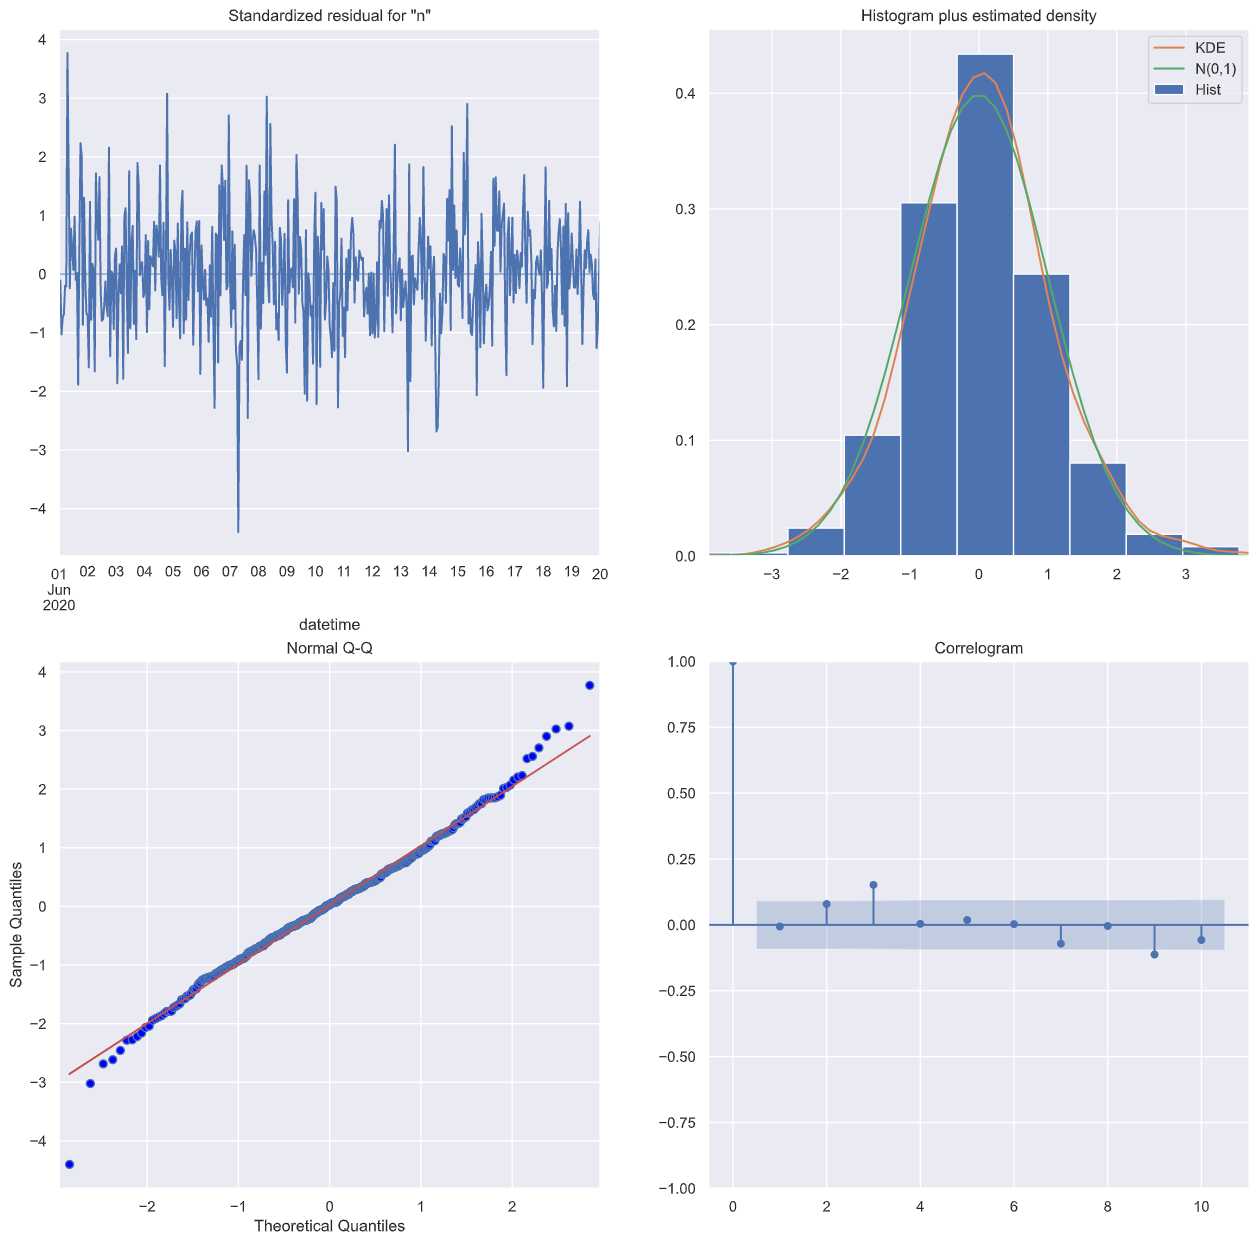 Standardized residual for "n"
4
3
2
1
0
−1
−2
−3
−4
01 02 03 04 05 06 07 08 09 10 11 12 13 14 15 16 17 18 19 20
Jun
2020
datetime
Histogram plus estimated density
KDE
N(0,1)
Hist
0.4
0.3
0.2
0.1
0.0
−3 −2 −1 0 1 2 3
Normal Q-Q
4
3
2
1
0
−1
−2
−3
−4
Sample Quantiles
−2 −1 0 1 2
Theoretical Quantiles
Correlogram
1.00
0.75
0.50
0.25
0.00
−0.25
−0.50
−0.75
−1.00
0 2 4 6 8 10